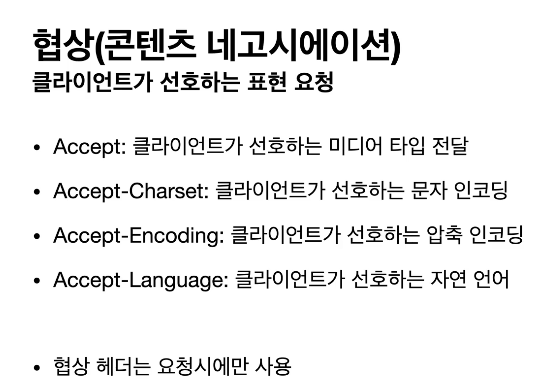 협상(콘텐츠 네고시에이션)
클라이언트가 선호하는 표현 요청
• Accept: 클라이언트가 선호하는 미디어 타입 전달
• Accept-Charset: 클라이언트가 선호하는 문자 인코딩
• Accept-Encoding: 클라이언트가 선호하는 압축 인코딩
• Accept-Language: 클라이언트가 선호하는 자연 언어
• 협상 헤더는 요청시에만 사용